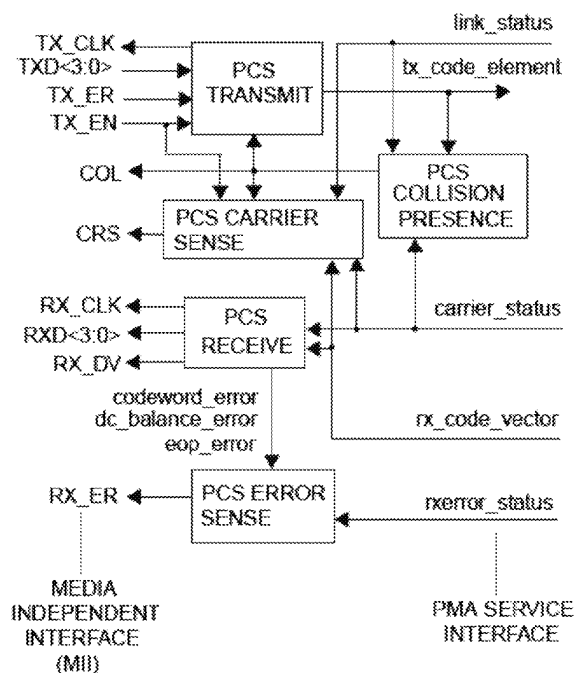 link_status
TX_CLK
TXD<3:0>
PCS
TRANSMIT
tx_code_element
TX_ER
TX_EN
COL
PCS
COLLISION
PRESENCE
CRS
PCS CARRIER
SENSE
RX_CLK
RXD<3:0>
RX_DV
PCS
RECEIVE
carrier_status
codeword_error
dc_balance_error
eop_error
rx_code_vector
RX_ER
PCS ERROR
SENSE
rxerror_status
MEDIA
INDEPENDENT
INTERFACE
(MII)
PMA SERVICE
INTERFACE